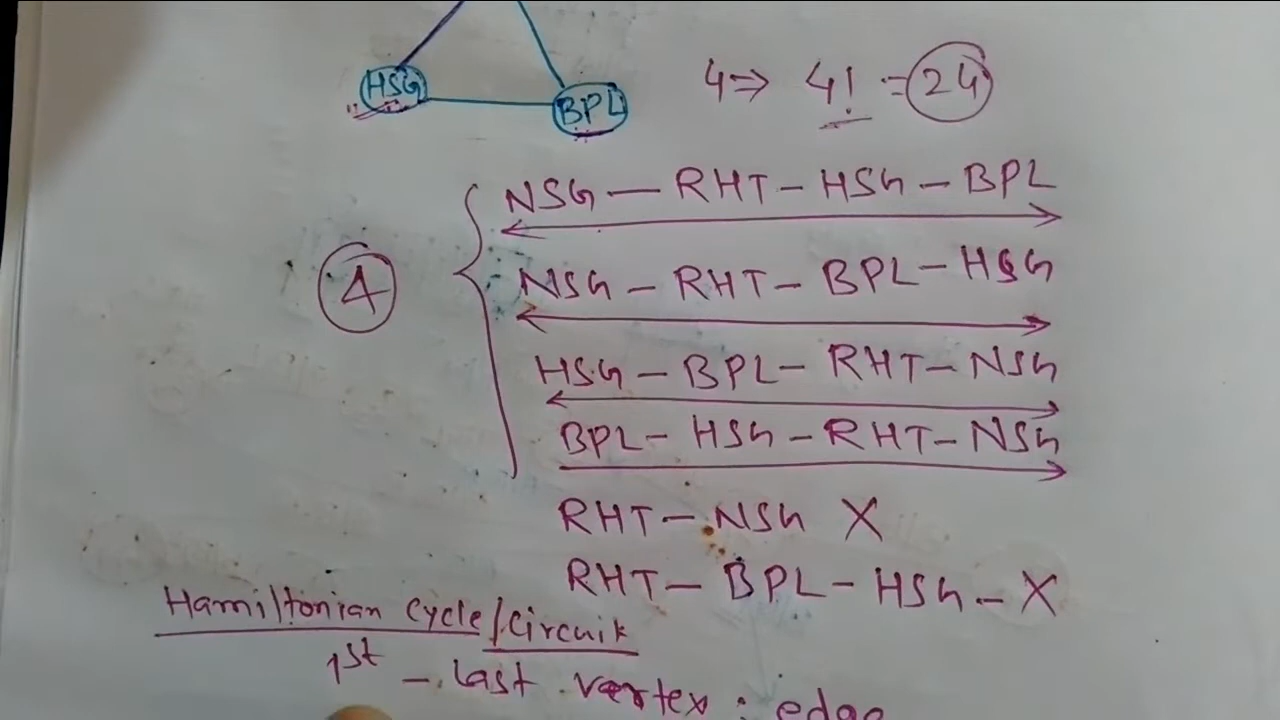 HSG
BPL
4 ⇒ 4! = 24
4
NSG — RHT – HSG – BPL
NSG – RHT – BPL – HSG
HSG – BPL – RHT – NSG
BPL – HSG – RHT – NSG
RHT – NSG X
RHT – BPL – HSG – X
Hamiltonian Cycle/Circuit
1st – Last vertex : edge